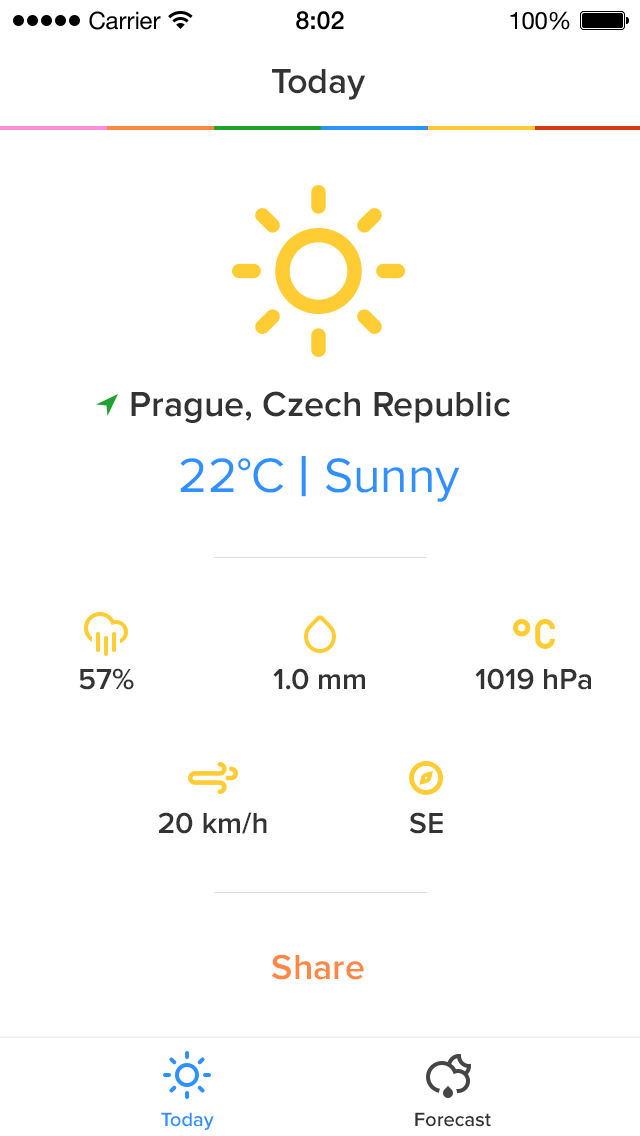 Carrier 8:02 100%
Today
Prague, Czech Republic
22°C | Sunny
°C
57% 1.0 mm 1019 hPa
20 km/h SE
Share
Today Forecast